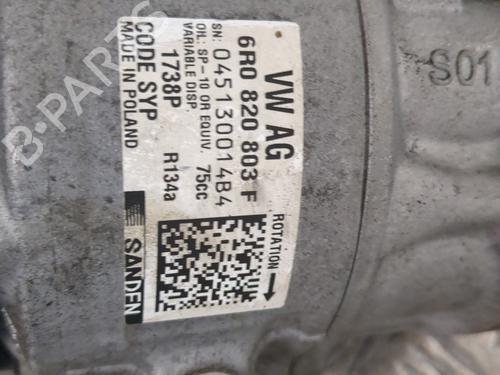 VW AG
6R0 820 803 F
SN: 045130014B4
OIL: SP-10 OR EQUIV. 75cc
VARIABLE DISP.
1738P R134a
CODE SYP
MADE IN POLAND
ROTATION
SANDEN
S01
B-PARTS